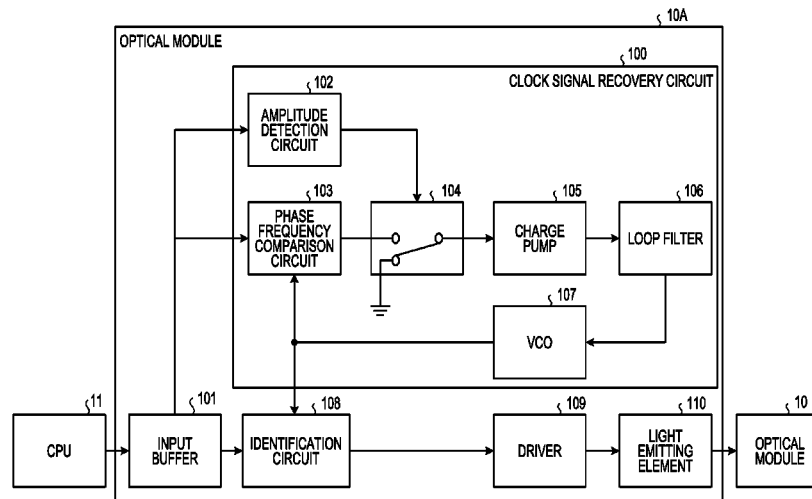 10A
OPTICAL MODULE
100
CLOCK SIGNAL RECOVERY CIRCUIT
102
AMPLITUDE
DETECTION
CIRCUIT
103
PHASE
FREQUENCY
COMPARISON
CIRCUIT
104
105
CHARGE
PUMP
106
LOOP FILTER
107
VCO
11
CPU
101
INPUT
BUFFER
108
IDENTIFICATION
CIRCUIT
109
DRIVER
110
LIGHT
EMITTING
ELEMENT
10
OPTICAL
MODULE